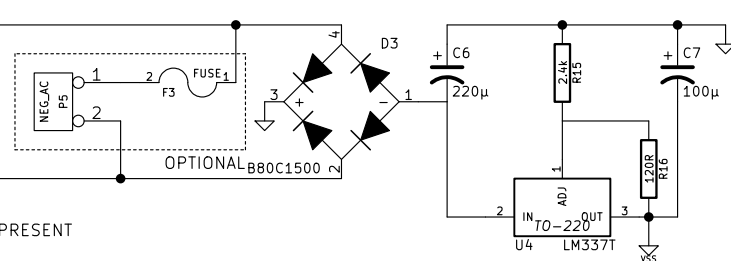 4
D3
+
C6
220µ
2.4k
R15
+
C7
100µ
NEG_AC
P5
1
2
2
FUSE
1
F3
3
+
-
1
OPTIONAL
B80C1500
2
1
120R
R16
ADJ
2
IN
OUT
3
TO-220
U4
LM337T
VSS
PRESENT